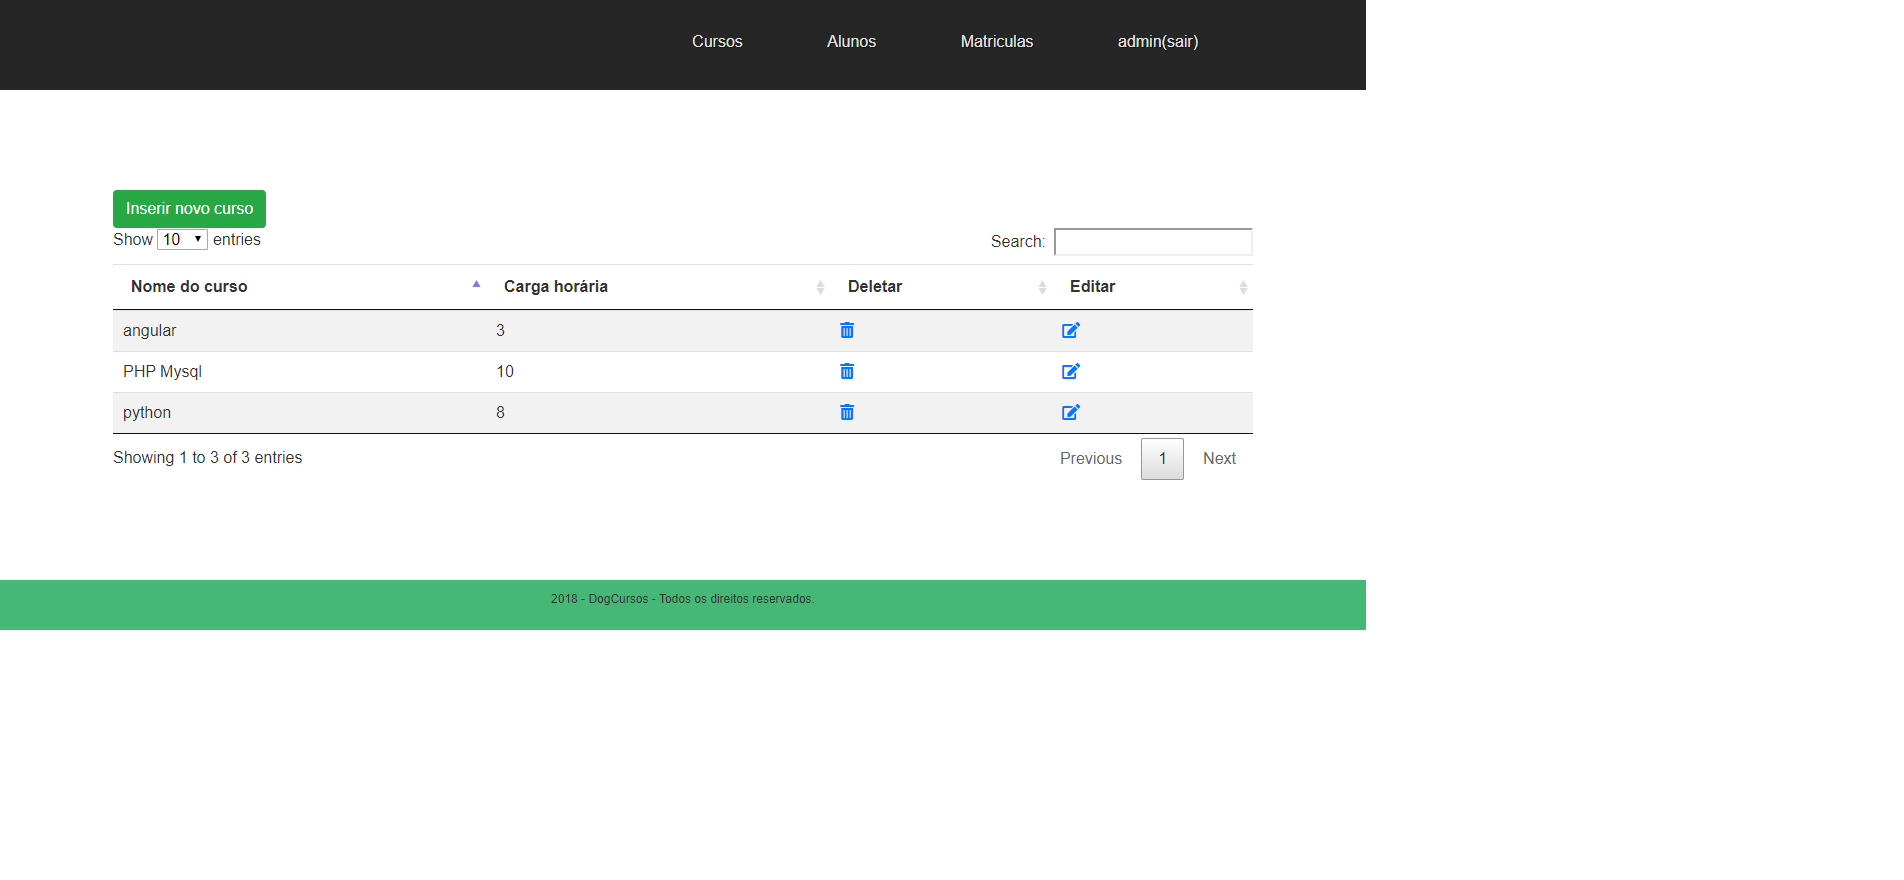 Cursos Alunos Matriculas admin(sair)
Inserir novo curso
Show 10 entries Search:
Nome do curso Carga horária Deletar Editar
angular 3
PHP Mysql 10
python 8
Showing 1 to 3 of 3 entries Previous 1 Next
2018 - DogCursos - Todos os direitos reservados.